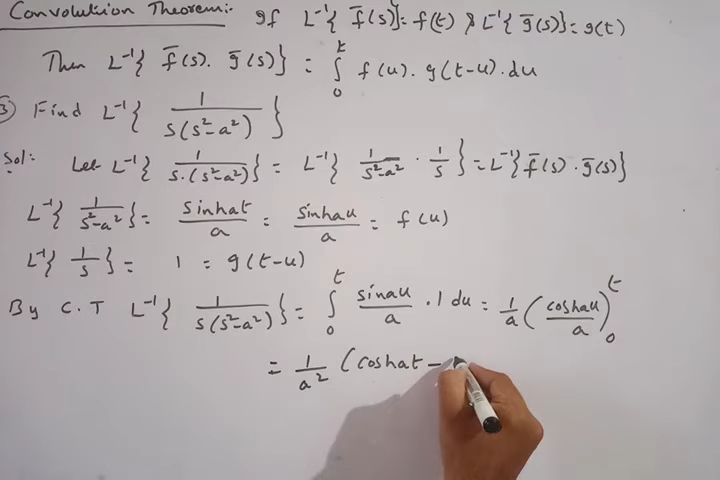 Convolution Theorem:- If L⁻¹{ f̄(s)} = f(t) & L⁻¹{ ḡ(s)} = g(t)
Then L⁻¹{ f̄(s). ḡ(s)} = ∫₀ᵗ f(u). g(t-u).du
3) Find L⁻¹{ 1/(s(s²-a²)) }
Sol: Let L⁻¹{ 1/(s.(s²-a²)) } = L⁻¹{ 1/(s²-a²) . 1/s } = L⁻¹{ f̄(s) . ḡ(s)}
L⁻¹{ 1/(s²-a²) } = sinhat/a = sinhau/a = f(u)
L⁻¹{ 1/s } = 1 = g(t-u)
By C.T L⁻¹{ 1/(s(s²-a²)) } = ∫₀ᵗ sinau/a . 1 du = 1/a (coshau/a)₀ᵗ
= 1/a² (coshat -